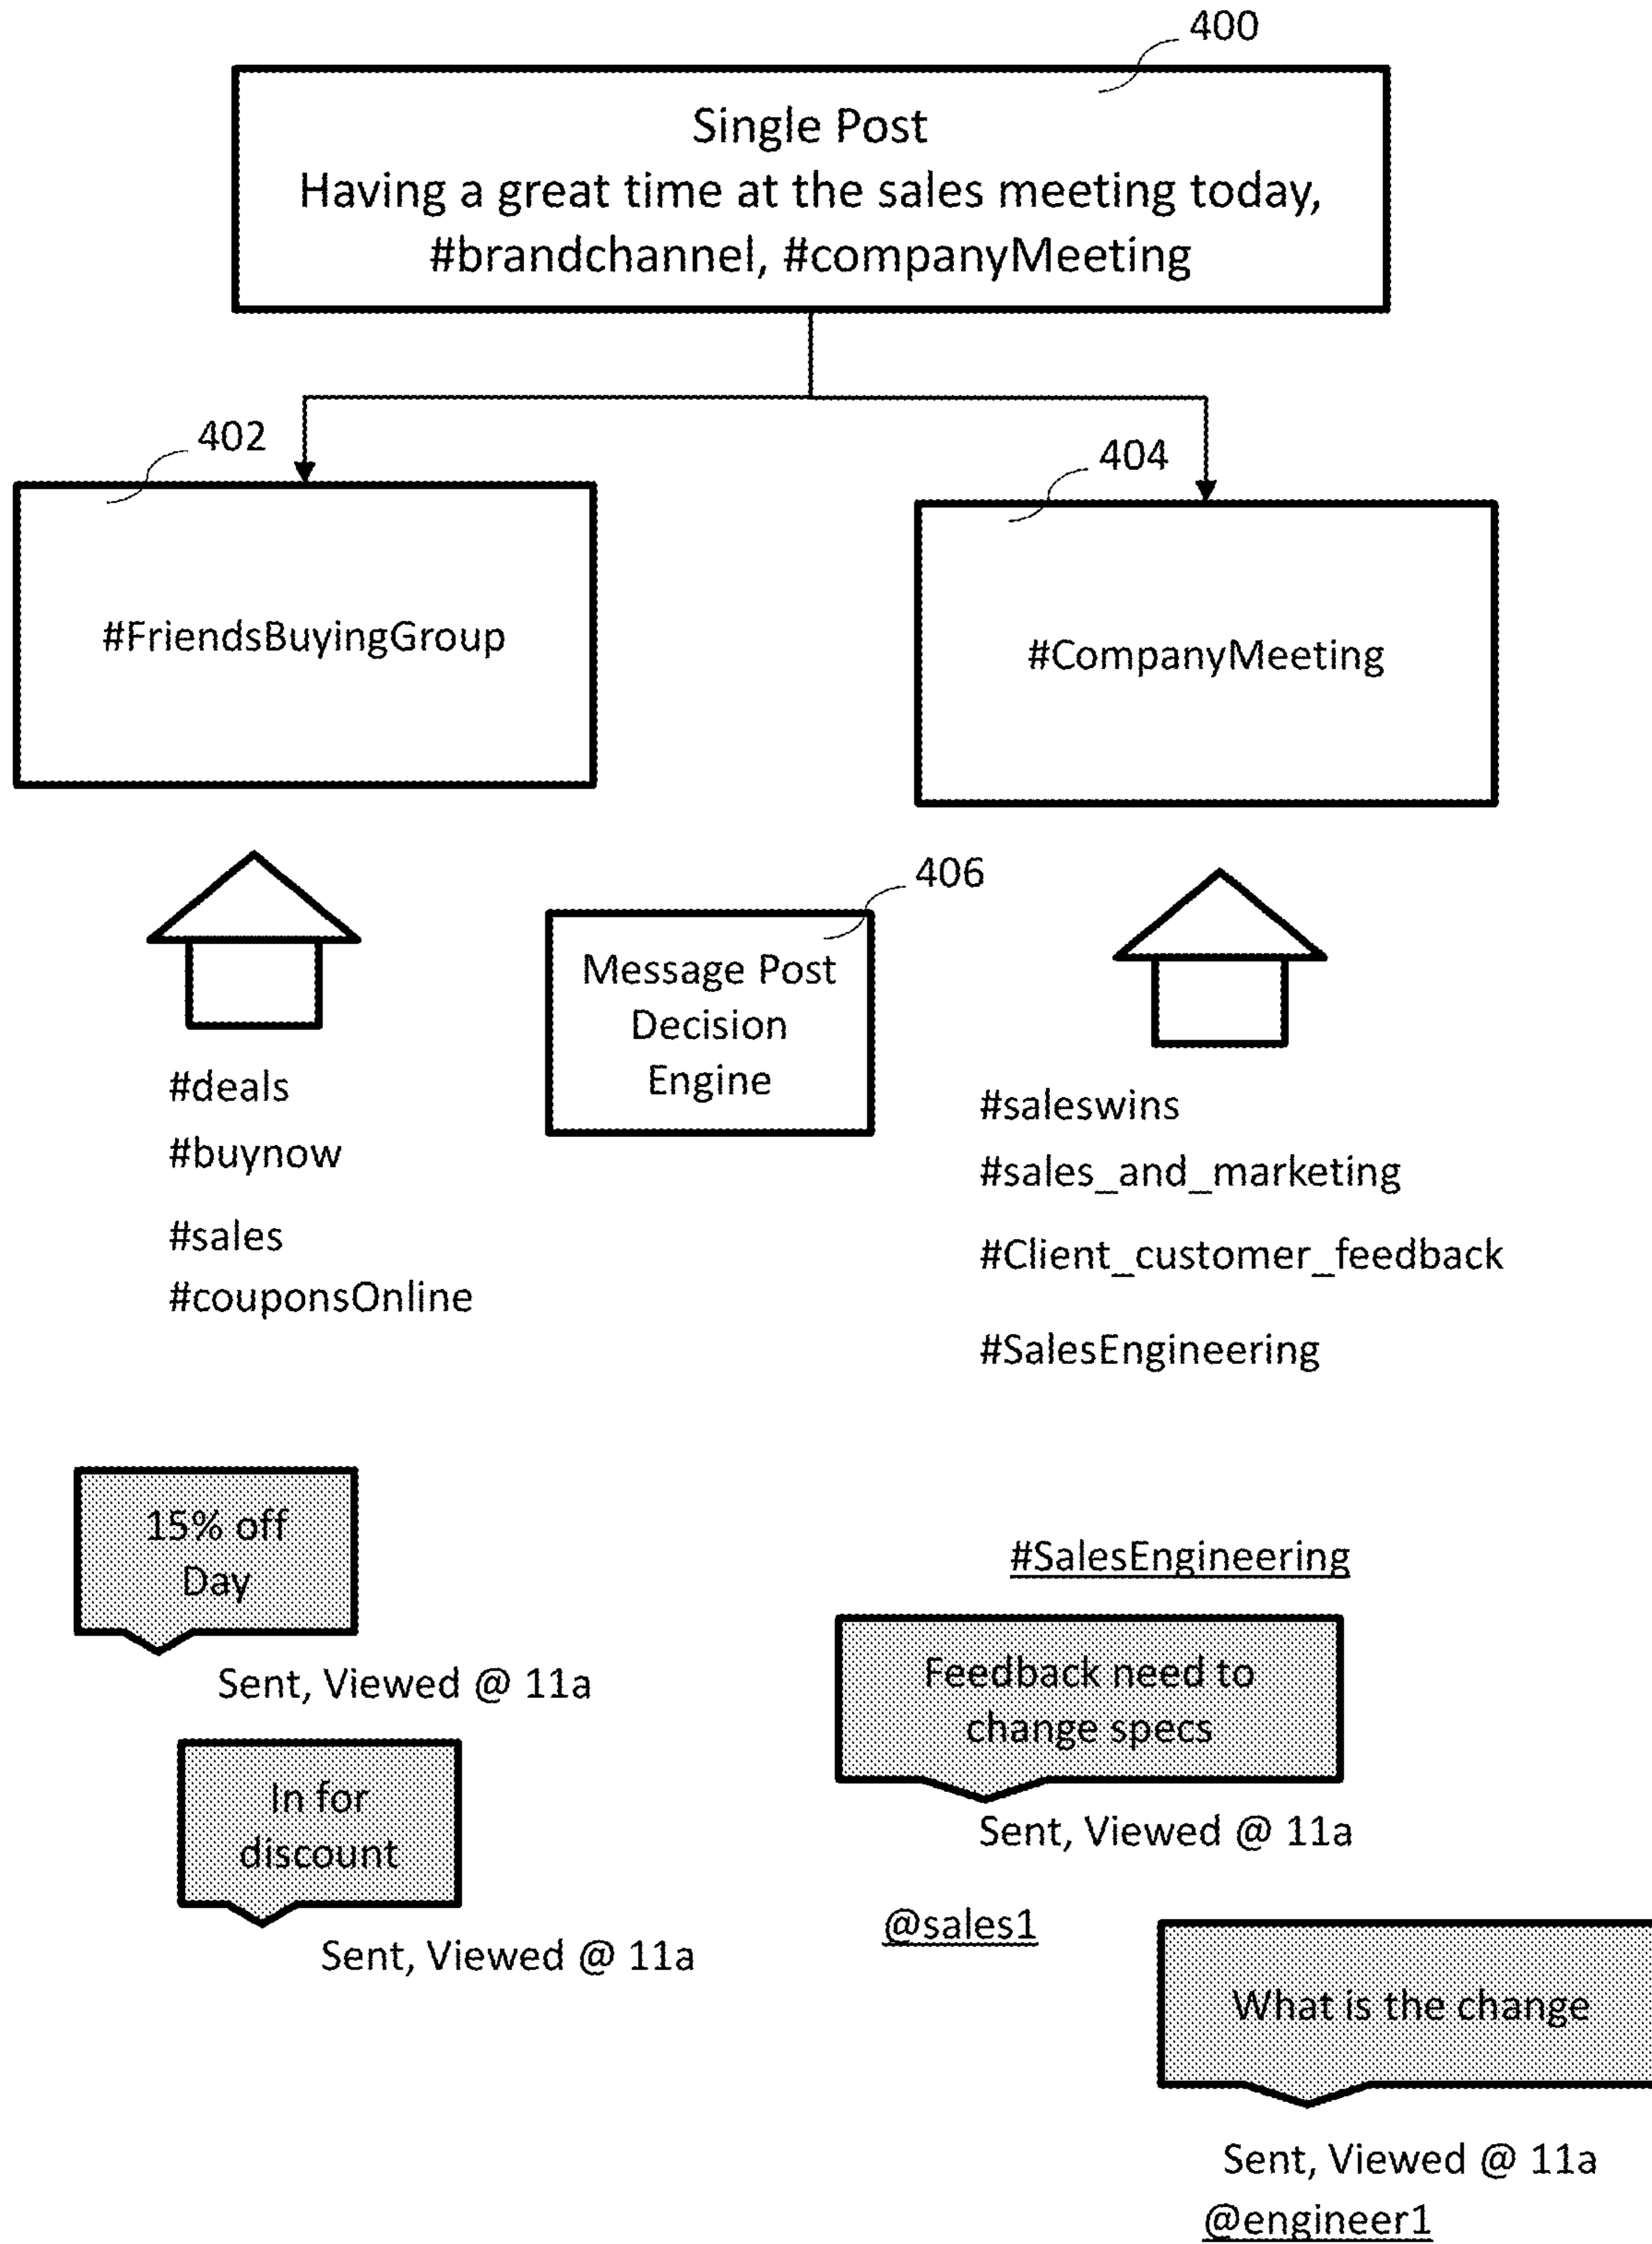 400
Single Post
Having a great time at the sales meeting today,
#brandchannel, #companyMeeting
402
404
#FriendsBuyingGroup
#CompanyMeeting
406
Message Post
Decision
Engine
#deals
#buynow
#sales
#couponsOnline
#saleswins
#sales_and_marketing
#Client_customer_feedback
#SalesEngineering
15% off
Day
Sent, Viewed @ 11a
In for
discount
Sent, Viewed @ 11a
#SalesEngineering
Feedback need to
change specs
Sent, Viewed @ 11a
@sales1
What is the change
Sent, Viewed @ 11a
@engineer1